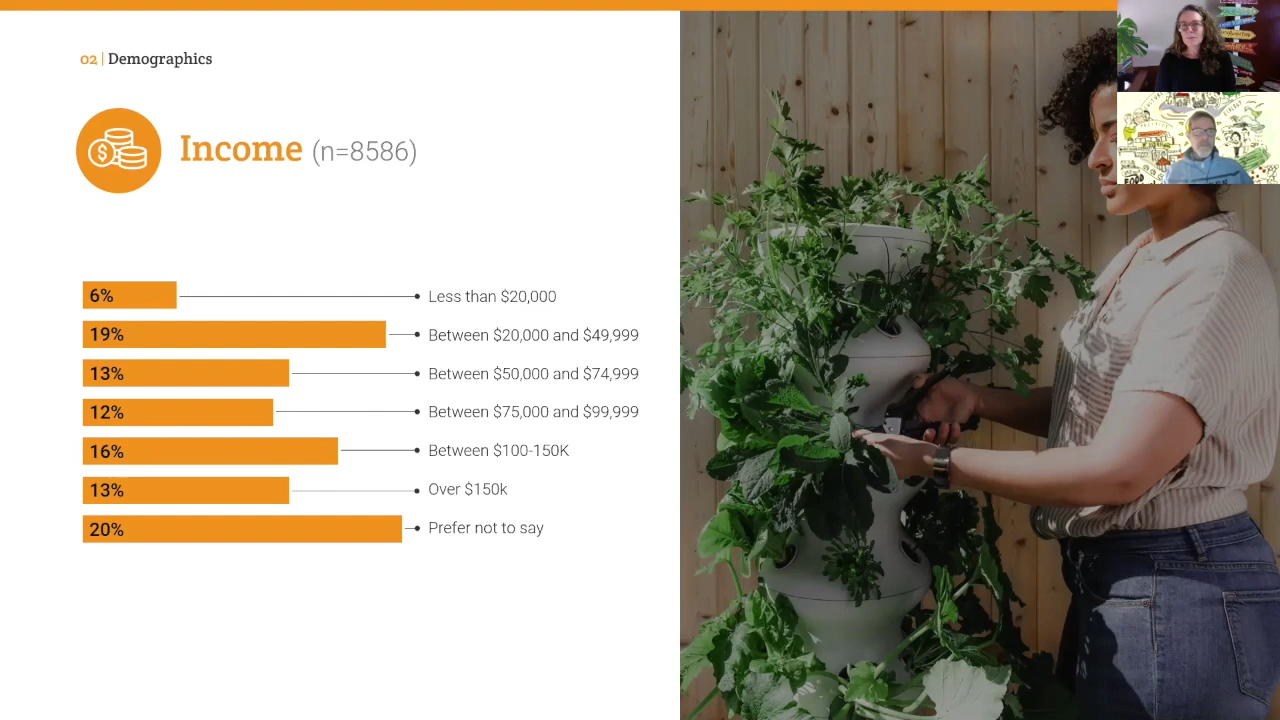 02 | Demographics
Income (n=8586)
6% Less than $20,000
19% Between $20,000 and $49,999
13% Between $50,000 and $74,999
12% Between $75,000 and $99,999
16% Between $100-150K
13% Over $150k
20% Prefer not to say
FOOD